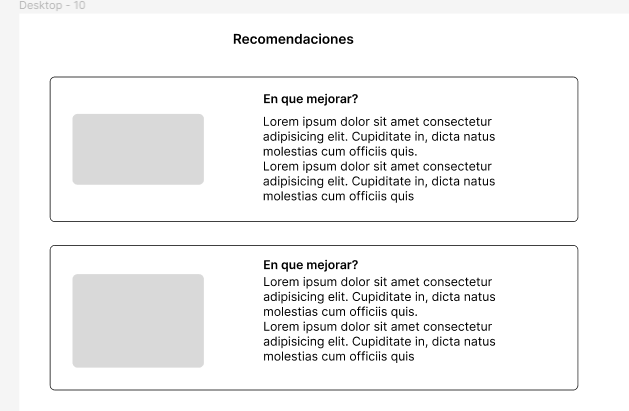 Desktop - 10
Recomendaciones
En que mejorar?
Lorem ipsum dolor sit amet consectetur
adipisicing elit. Cupiditate in, dicta natus
molestias cum officiis quis.
Lorem ipsum dolor sit amet consectetur
adipisicing elit. Cupiditate in, dicta natus
molestias cum officiis quis
En que mejorar?
Lorem ipsum dolor sit amet consectetur
adipisicing elit. Cupiditate in, dicta natus
molestias cum officiis quis.
Lorem ipsum dolor sit amet consectetur
adipisicing elit. Cupiditate in, dicta natus
molestias cum officiis quis